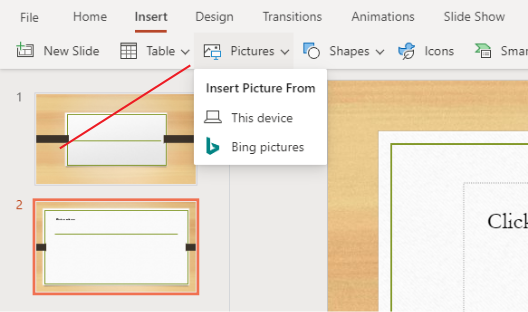 File Home Insert Design Transitions Animations Slide Show
New Slide Table Pictures Shapes Icons Smar
Insert Picture From
This device
Bing pictures
1
2
Click